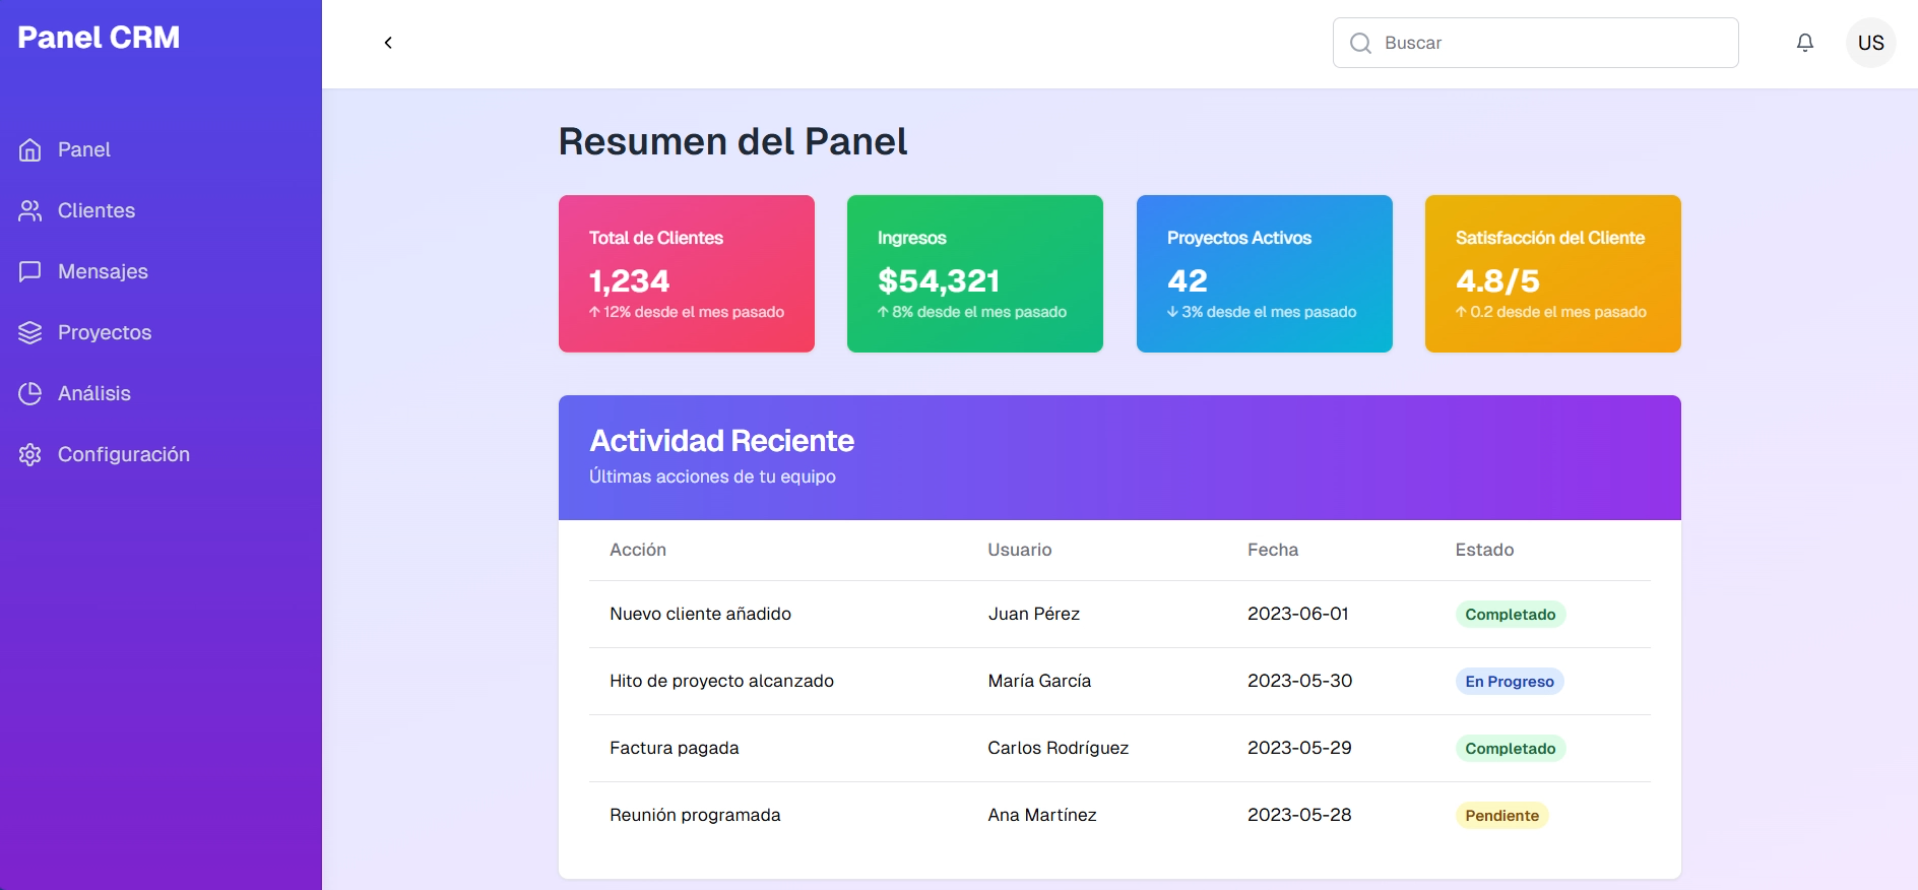 Panel CRM
Panel
Clientes
Mensajes
Proyectos
Análisis
Configuración
Buscar
US
Resumen del Panel
Total de Clientes
1,234
↑ 12% desde el mes pasado
Ingresos
$54,321
↑ 8% desde el mes pasado
Proyectos Activos
42
↓ 3% desde el mes pasado
Satisfacción del Cliente
4.8/5
↑ 0.2 desde el mes pasado
Actividad Reciente
Últimas acciones de tu equipo
Acción Usuario Fecha Estado
Nuevo cliente añadido Juan Pérez 2023-06-01 Completado
Hito de proyecto alcanzado María García 2023-05-30 En Progreso
Factura pagada Carlos Rodríguez 2023-05-29 Completado
Reunión programada Ana Martínez 2023-05-28 Pendiente